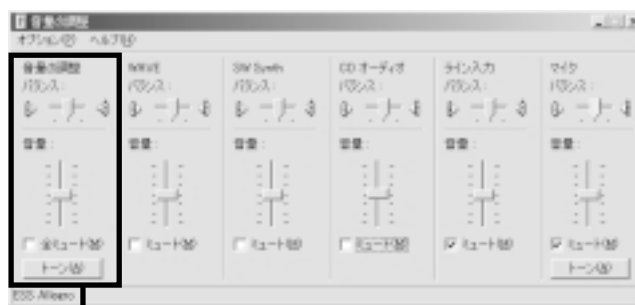 音量の調整
オプション(P) ヘルプ(H)
音量の調整 WAVE SW Synth CD オーディオ ライン入力 マイク
バランス: バランス: バランス: バランス: バランス: バランス:
音量: 音量: 音量: 音量: 音量: 音量:
全ミュート(M) ミュート(M) ミュート(M) ミュート(M) ミュート(M) ミュート(M)
トーン(A) トーン(A)
ESS Allegro